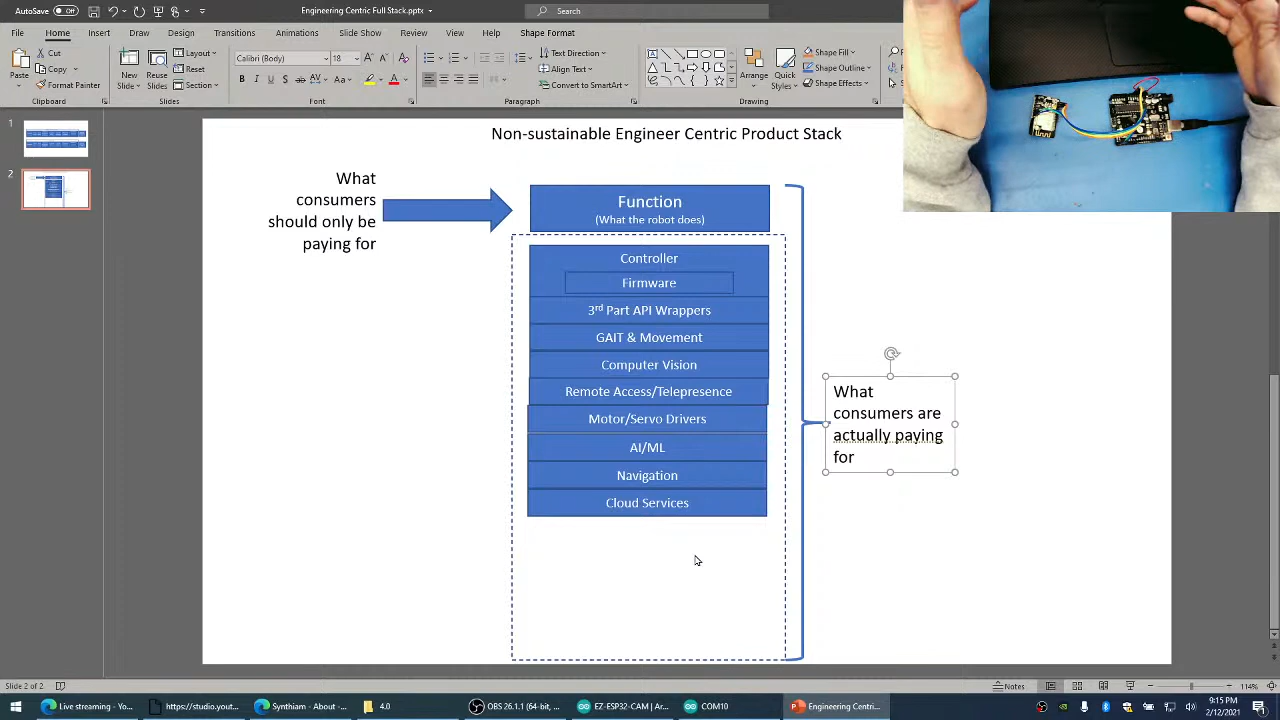 AutoSave
Off
Engineering Centric Full Stack.pptx
Search
File
Home
Insert
Draw
Design
Transitions
Animations
Slide Show
Review
View
Help
Shape Format
Paste
Cut
Copy
Format Painter
Clipboard
New
Slide
Reuse
Slides
Layout
Reset
Section
Slides
Calibri (Body)
18
Font
Text Direction
Align Text
Convert to SmartArt
Paragraph
Arrange
Quick
Styles
Shape Fill
Shape Outline
Shape Effects
Drawing
1
2
Non-sustainable Engineer Centric Product Stack
What
consumers
should only be
paying for
Function
(What the robot does)
Controller
Firmware
3rd Part API Wrappers
GAIT & Movement
Computer Vision
Remote Access/Telepresence
Motor/Servo Drivers
AI/ML
Navigation
Cloud Services
What
consumers are
actually paying
for
Slide 2 of 2
Notes
114%
Live streaming - Yo...
https://studio.yout...
Synthiam - About - ...
4.0
OBS 26.1.1 (64-bit, ...
EZ-ESP32-CAM | Ar...
COM10
Engineering Centri...
9:15 PM
2/12/2021